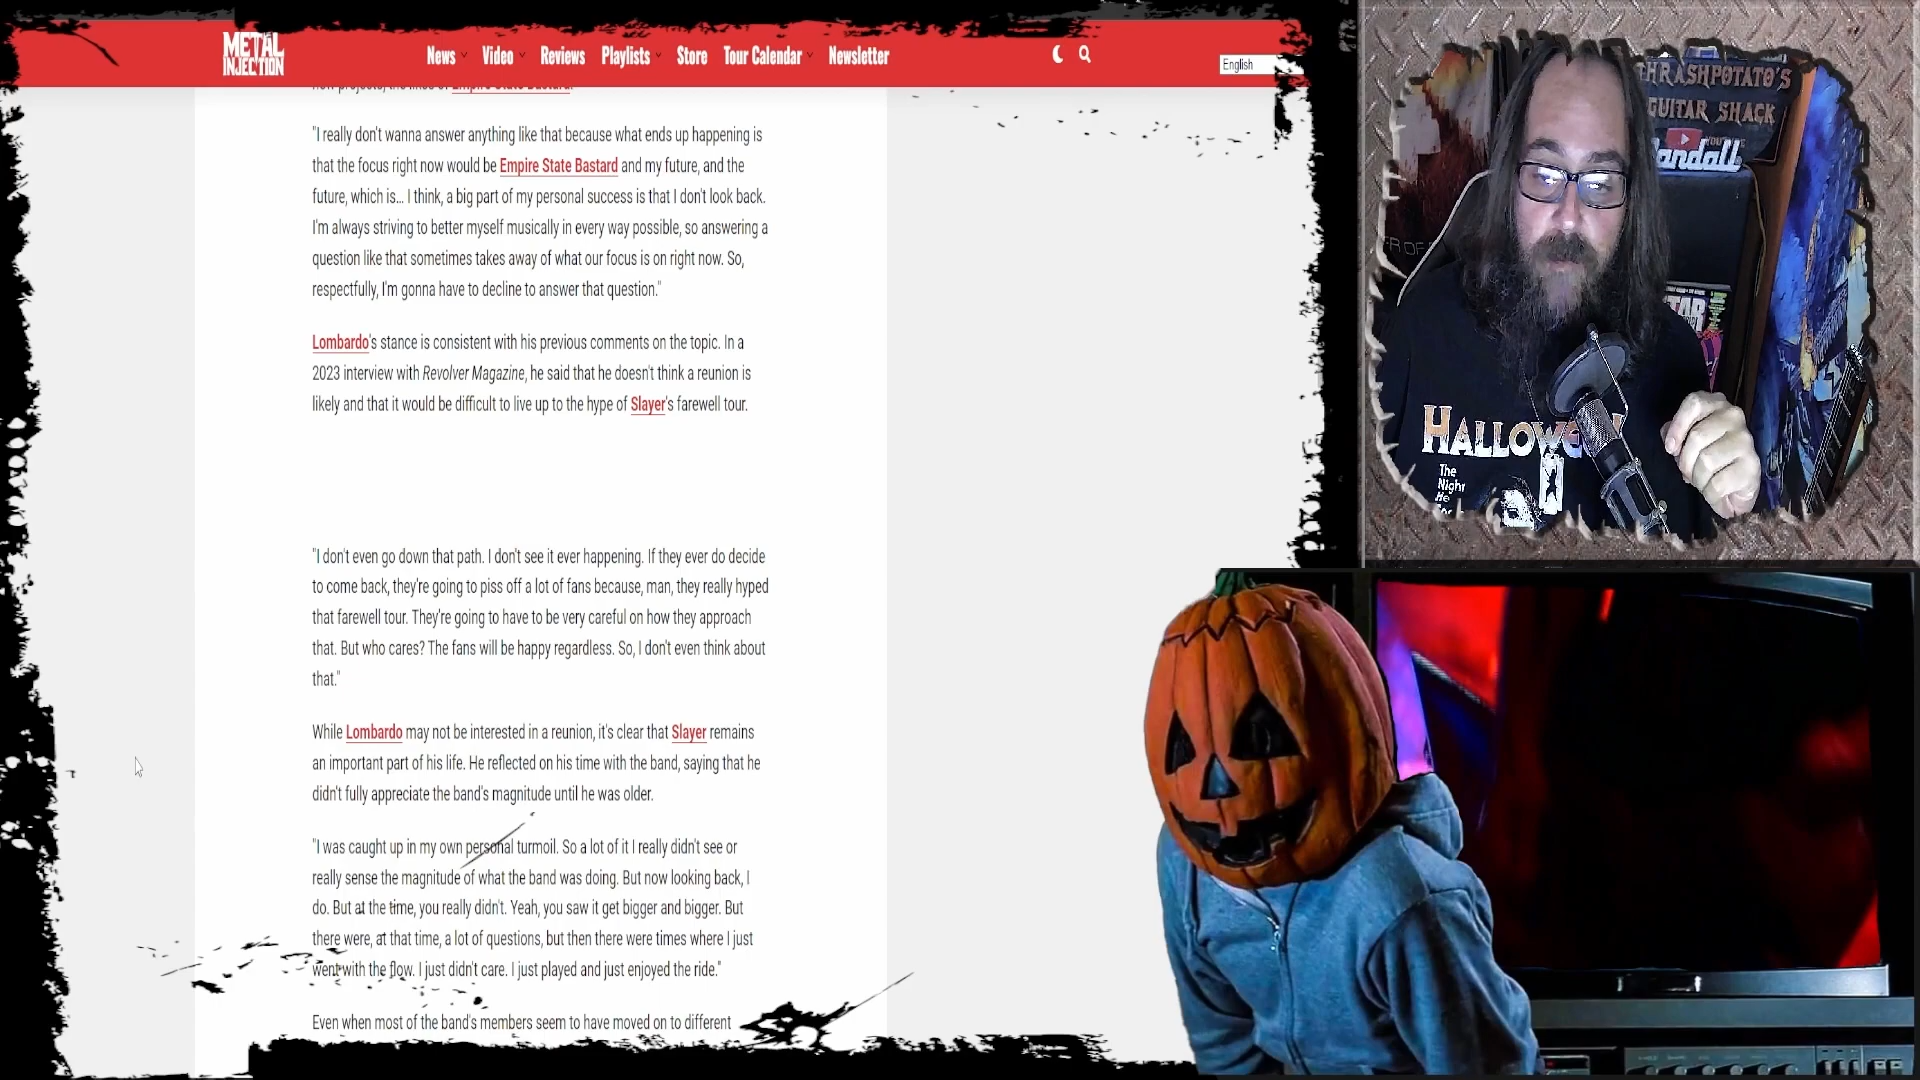 METAL
INJECTION
News
Video
Reviews
Playlists
Store
Tour Calendar
Newsletter
English
new projects, the likes of Empire State Bastard.
"I really don't wanna answer anything like that because what ends up happening is
that the focus right now would be Empire State Bastard and my future, and the
future, which is... I think, a big part of my personal success is that I don't look back.
I'm always striving to better myself musically in every way possible, so answering a
question like that sometimes takes away of what our focus is on right now. So,
respectfully, I'm gonna have to decline to answer that question."
Lombardo's stance is consistent with his previous comments on the topic. In a
2023 interview with Revolver Magazine, he said that he doesn't think a reunion is
likely and that it would be difficult to live up to the hype of Slayer's farewell tour.
"I don't even go down that path. I don't see it ever happening. If they ever do decide
to come back, they're going to piss off a lot of fans because, man, they really hyped
that farewell tour. They're going to have to be very careful on how they approach
that. But who cares? The fans will be happy regardless. So, I don't even think about
that."
While Lombardo may not be interested in a reunion, it's clear that Slayer remains
an important part of his life. He reflected on his time with the band, saying that he
didn't fully appreciate the band's magnitude until he was older.
"I was caught up in my own personal turmoil. So a lot of it I really didn't see or
really sense the magnitude of what the band was doing. But now looking back, I
do. But at the time, you really didn't. Yeah, you saw it get bigger and bigger. But
there were, at that time, a lot of questions, but then there were times where I just
went with the flow. I just didn't care. I just played and just enjoyed the ride."
Even when most of the band's members seem to have moved on to different
THRASHPOTATO'S
GUITAR SHACK
Randall
HALLOWE
The
Night
He